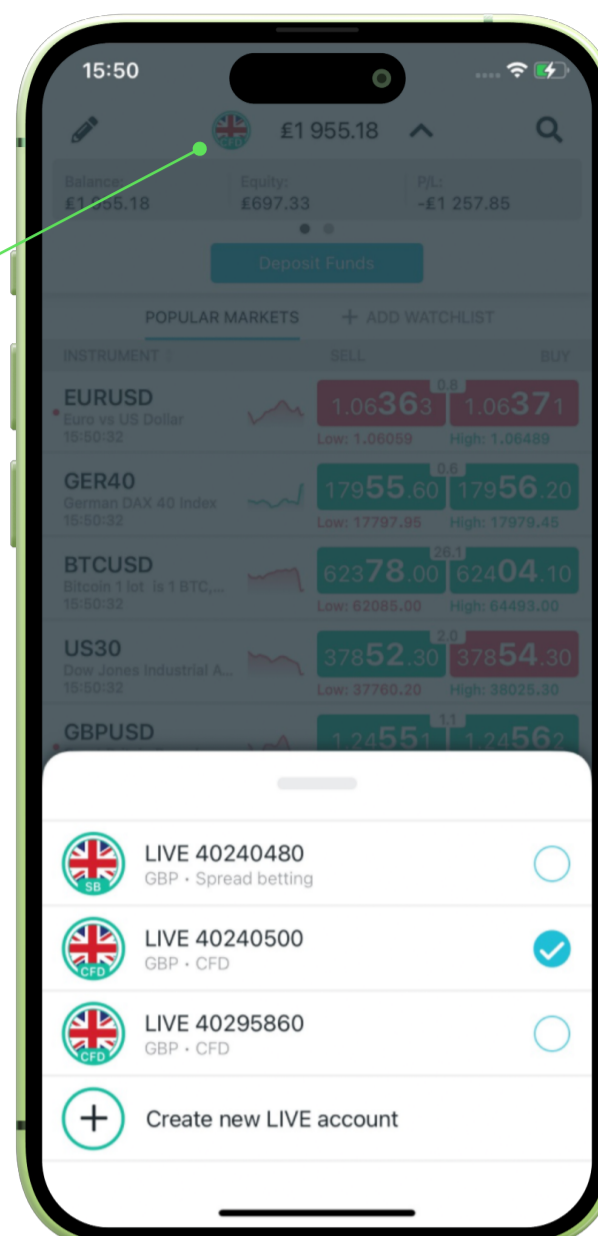 15:50
CFD £1 955.18
Balance: Equity: P/L:
£1 955.18 £697.33 -£1 257.85
Deposit Funds
POPULAR MARKETS + ADD WATCHLIST
INSTRUMENT SELL BUY
EURUSD
Euro vs US Dollar
15:50:32
0.8
1.06363 1.06371
Low: 1.06059 High: 1.06489
GER40
German DAX 40 Index
15:50:32
0.6
17955.60 17956.20
Low: 17797.95 High: 17979.45
BTCUSD
Bitcoin 1 lot is 1 BTC,...
15:50:32
26.1
62378.00 62404.10
Low: 62085.00 High: 64493.00
US30
Dow Jones Industrial A...
15:50:32
2.0
37852.30 37854.30
Low: 37760.20 High: 38025.30
GBPUSD
1.1
1.24551 1.24562
SB
LIVE 40240480
GBP • Spread betting
CFD
LIVE 40240500
GBP • CFD
CFD
LIVE 40295860
GBP • CFD
+ Create new LIVE account